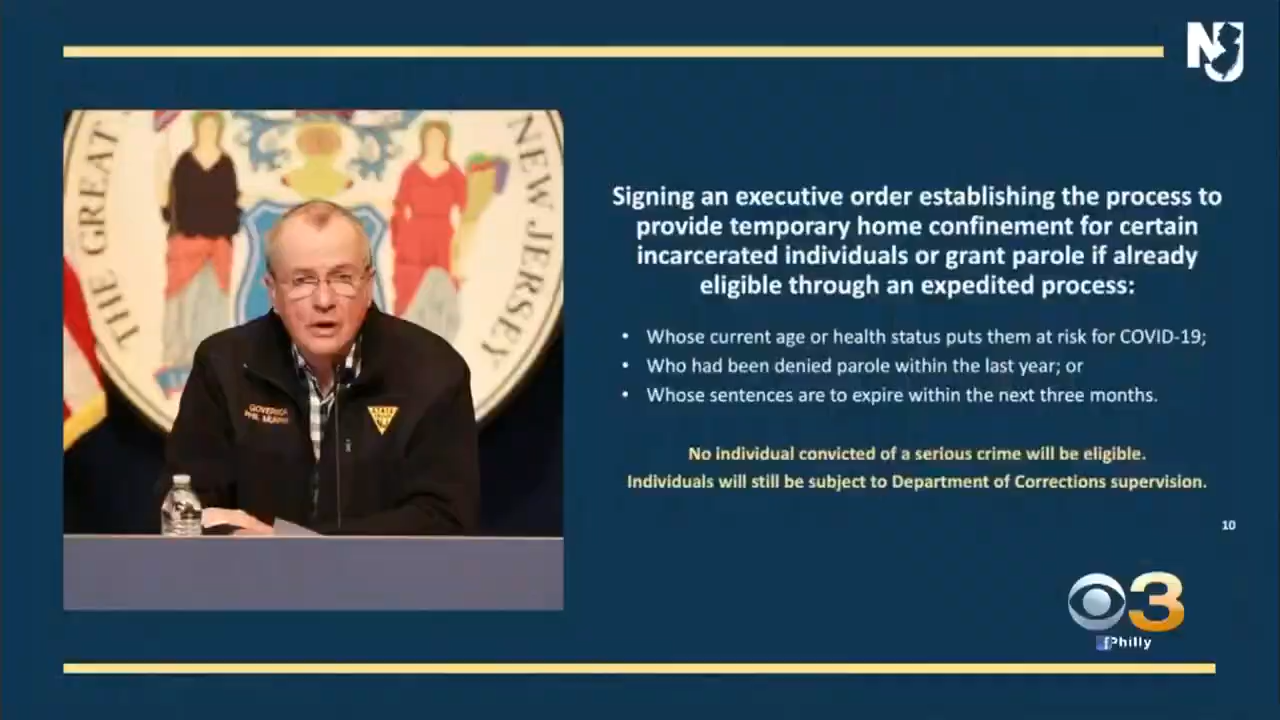 NJ
THE GREAT
NEW JERSEY
GOVERNOR
PHIL MURPHY
Signing an executive order establishing the process to
provide temporary home confinement for certain
incarcerated individuals or grant parole if already
eligible through an expedited process:
• Whose current age or health status puts them at risk for COVID-19;
• Who had been denied parole within the last year; or
• Whose sentences are to expire within the next three months.
No individual convicted of a serious crime will be eligible.
Individuals will still be subject to Department of Corrections supervision.
10
3
Philly